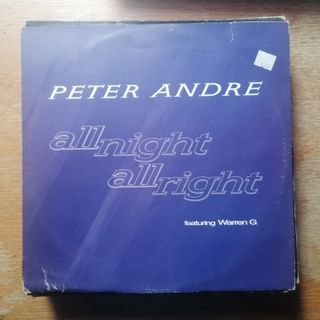 PETER ANDRE
all night
all right
featuring Warren G